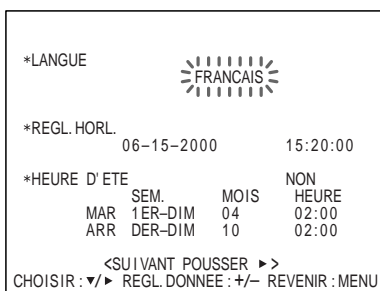 *LANGUE
FRANCAIS
*REGL. HORL.
06–15–2000 15:20:00
*HEURE D'ETE NON
SEM. MOIS HEURE
MAR 1ER–DIM 04 02:00
ARR DER–DIM 10 02:00
<SUIVANT POUSSER ►>
CHOISIR : ▼/► REGL. DONNEE : +/– REVENIR : MENU